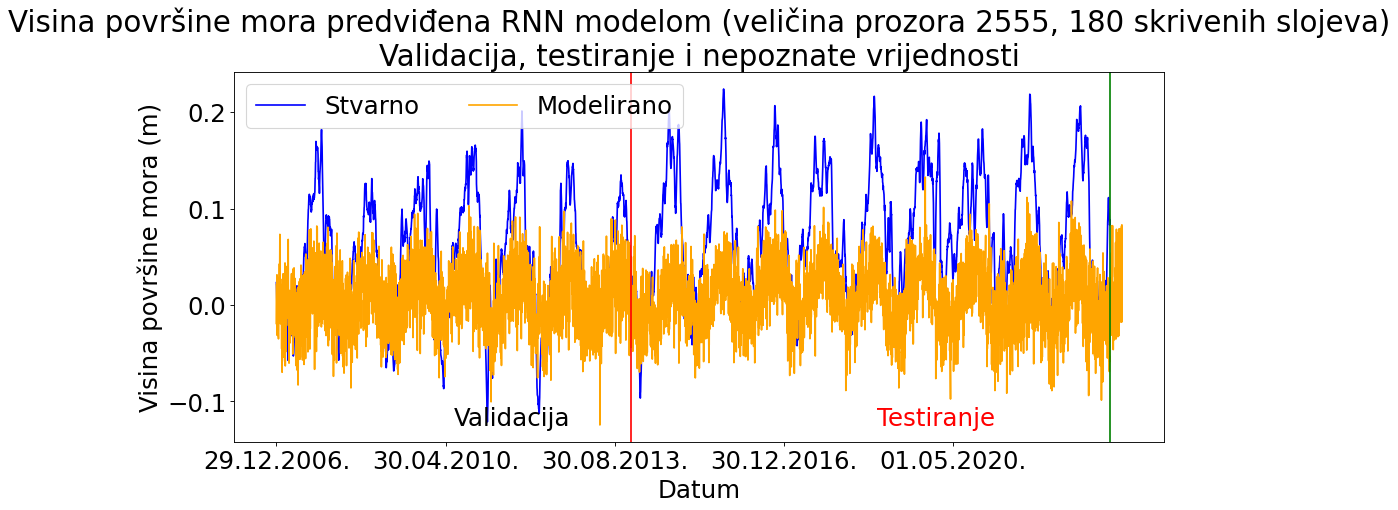 Visina površine mora predviđena RNN modelom (veličina prozora 2555, 180 skrivenih slojeva)
Validacija, testiranje i nepoznate vrijednosti
Stvarno Modelirano
Visina površine mora (m)
0.2
0.1
0.0
−0.1
Validacija Testiranje
29.12.2006. 30.04.2010. 30.08.2013. 30.12.2016. 01.05.2020.
Datum